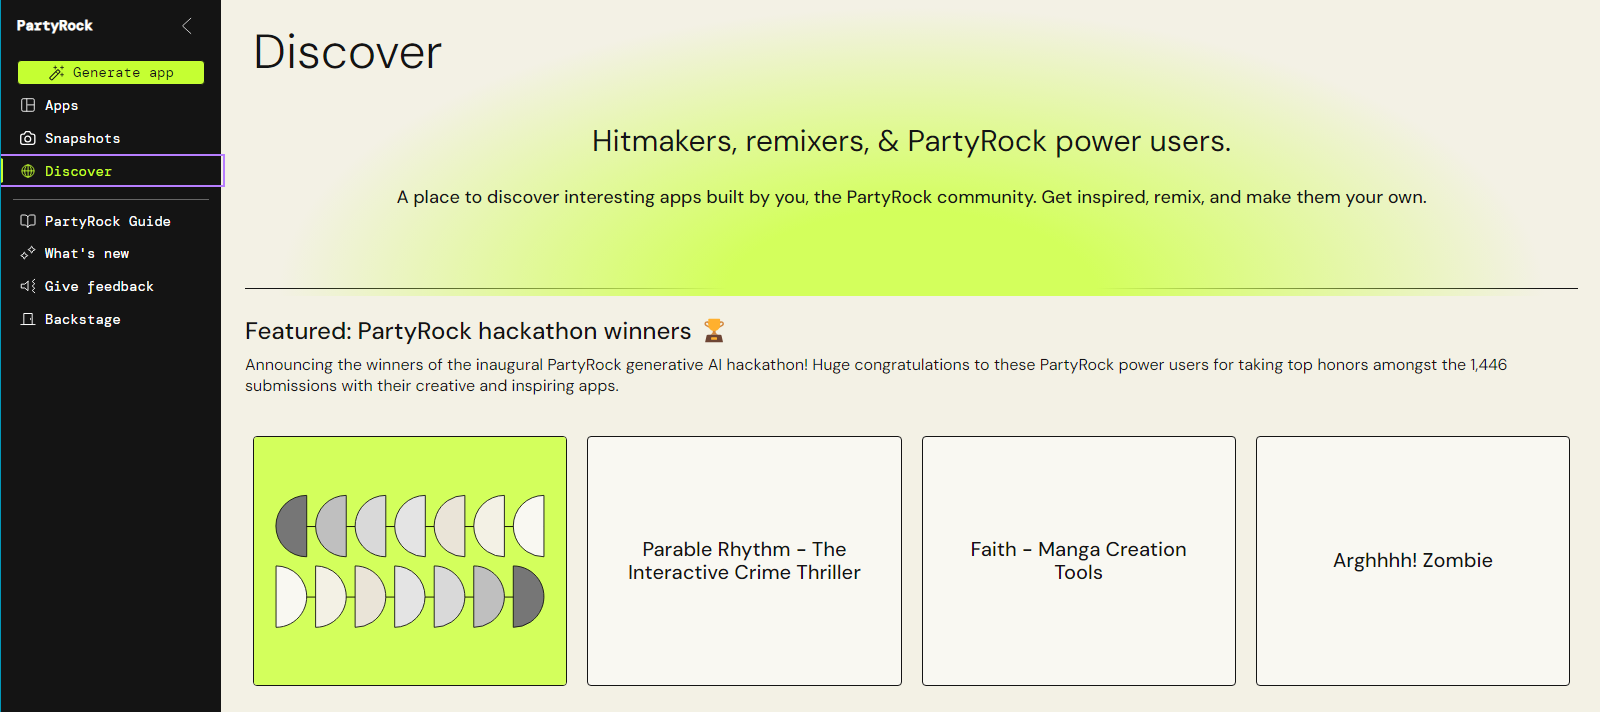 PartyRock
Generate app
Apps
Snapshots
Discover
PartyRock Guide
What's new
Give feedback
Backstage
Discover
Hitmakers, remixers, & PartyRock power users.
A place to discover interesting apps built by you, the PartyRock community. Get inspired, remix, and make them your own.
Featured: PartyRock hackathon winners 🏆
Announcing the winners of the inaugural PartyRock generative AI hackathon! Huge congratulations to these PartyRock power users for taking top honors amongst the 1,446
submissions with their creative and inspiring apps.
Parable Rhythm - The
Interactive Crime Thriller
Faith - Manga Creation
Tools
Arghhhh! Zombie